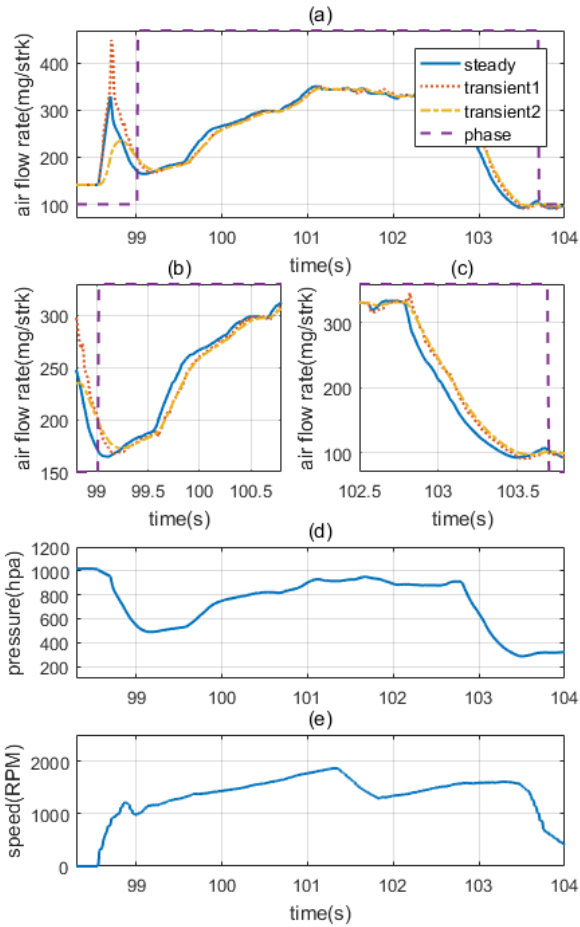 (a)
air flow rate(mg/strk)
400
300
200
100
steady
transient1
transient2
phase
99
100
101
102
103
104
time(s)
(b)
air flow rate(mg/strk)
300
250
200
150
99
99.5
100
100.5
time(s)
(c)
air flow rate(mg/strk)
300
200
100
102.5
103
103.5
time(s)
(d)
pressure(hpa)
1200
1000
800
600
400
200
99
100
101
102
103
104
(e)
speed(RPM)
2000
1000
0
99
100
101
102
103
104
time(s)